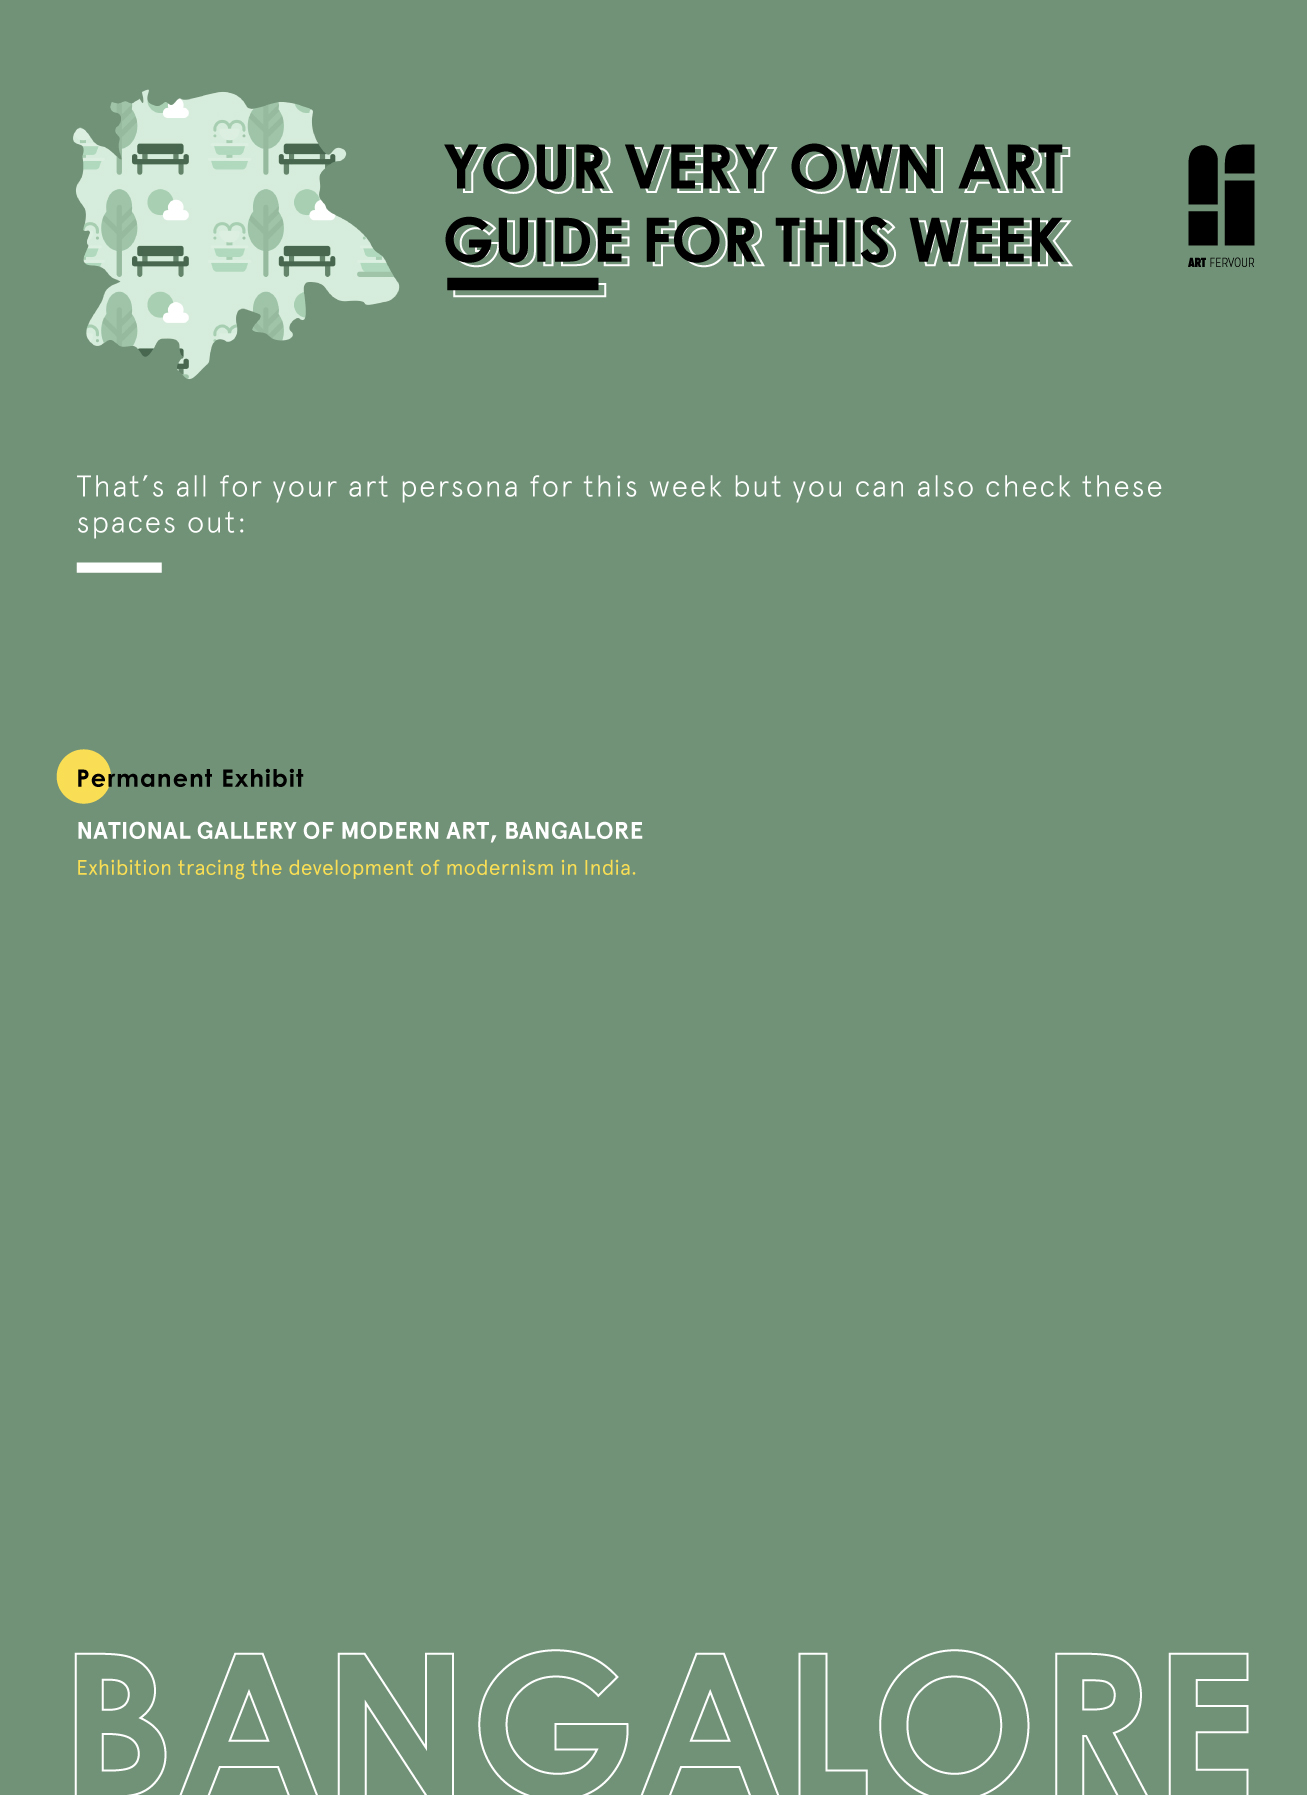 YOUR VERY OWN ART
GUIDE FOR THIS WEEK
ART FERVOUR
That's all for your art persona for this week but you can also check these
spaces out:
Permanent Exhibit
NATIONAL GALLERY OF MODERN ART, BANGALORE
Exhibition tracing the development of modernism in India.
BANGALORE